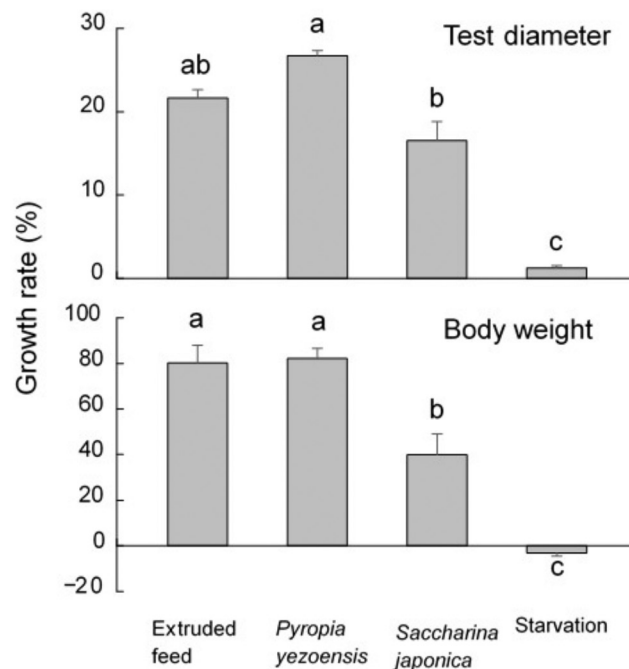 30
20
10
0
Test diameter
ab
a
b
c
Growth rate (%)
100
80
60
40
20
0
−20
Body weight
a
a
b
c
Extruded
feed
Pyropia
yezoensis
Saccharina
japonica
Starvation